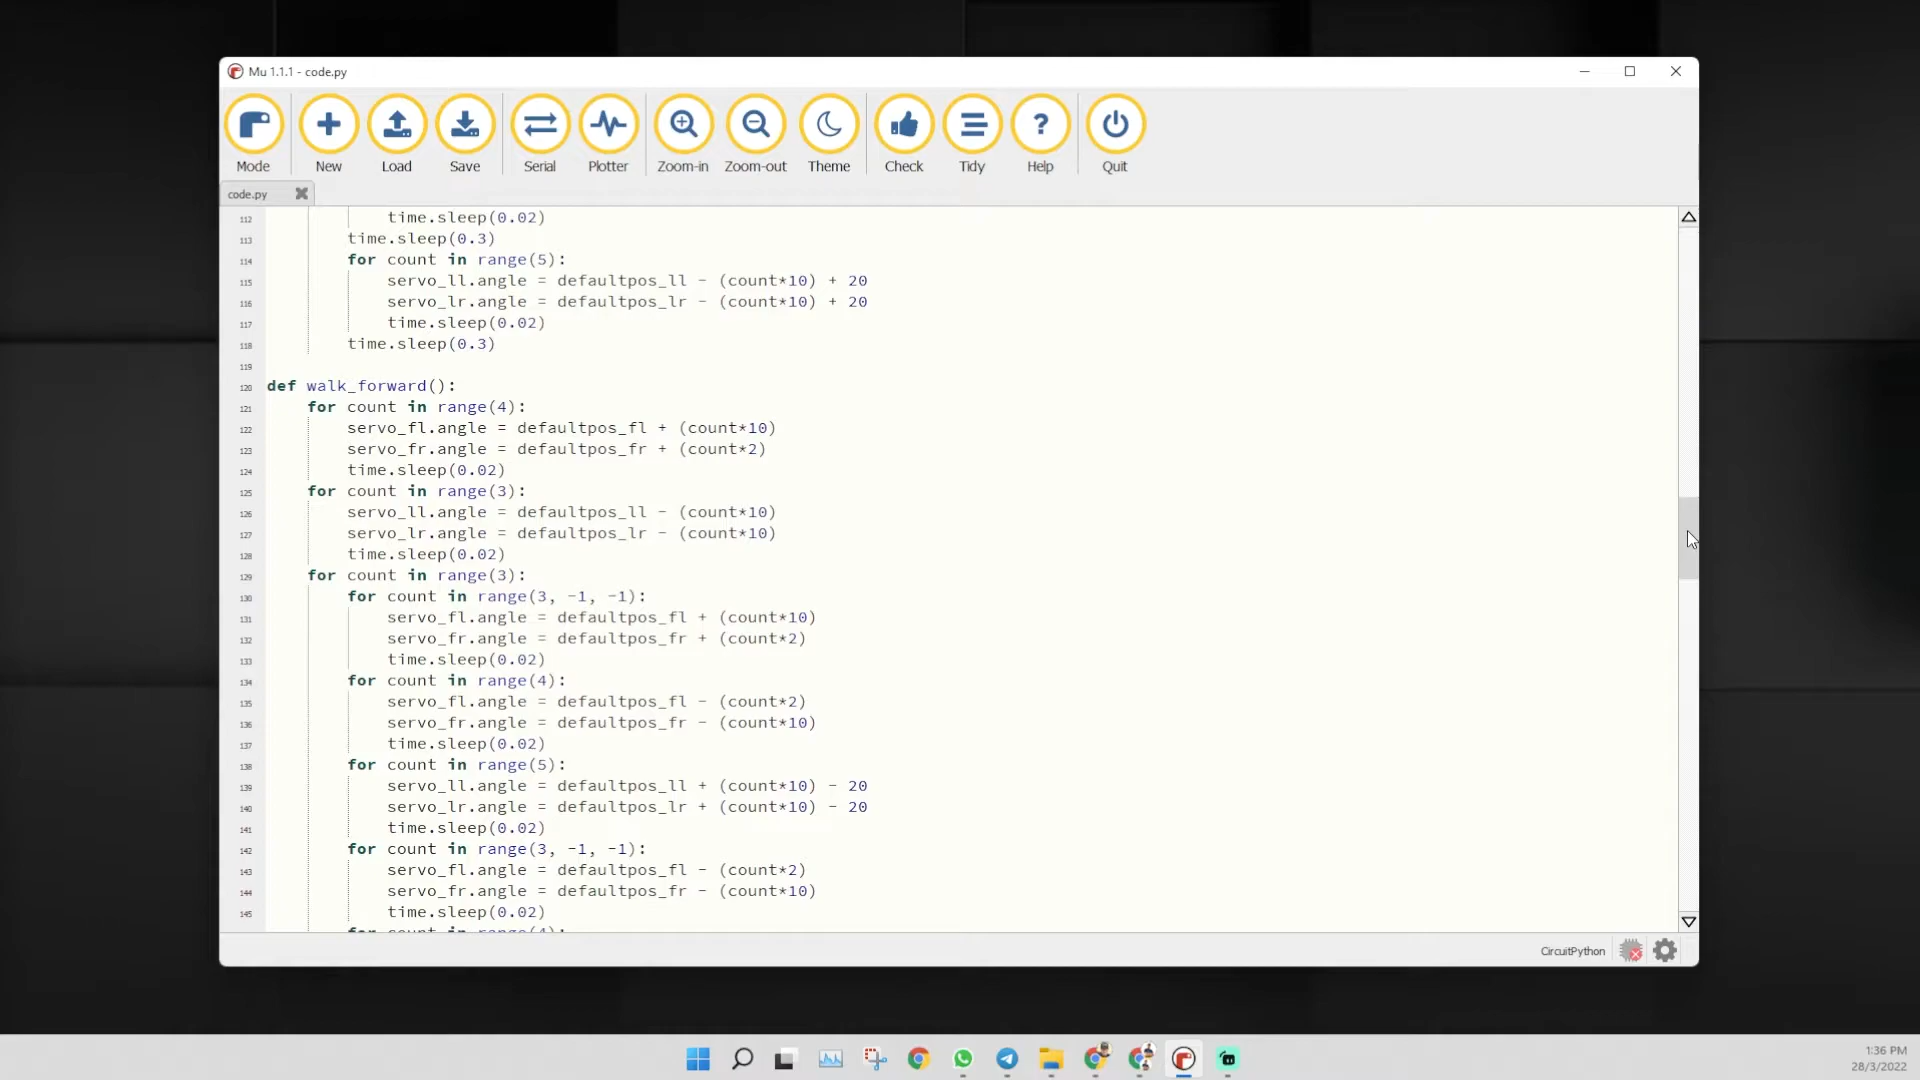 Mu 1.1.1 - code.py
Mode
New
Load
Save
Serial
Plotter
Zoom-in
Zoom-out
Theme
Check
Tidy
Help
Quit
code.py
112 time.sleep(0.02)
113 time.sleep(0.3)
114 for count in range(5):
115 servo_ll.angle = defaultpos_ll - (count*10) + 20
116 servo_lr.angle = defaultpos_lr - (count*10) + 20
117 time.sleep(0.02)
118 time.sleep(0.3)
119
120 def walk_forward():
121 for count in range(4):
122 servo_fl.angle = defaultpos_fl + (count*10)
123 servo_fr.angle = defaultpos_fr + (count*2)
124 time.sleep(0.02)
125 for count in range(3):
126 servo_ll.angle = defaultpos_ll - (count*10)
127 servo_lr.angle = defaultpos_lr - (count*10)
128 time.sleep(0.02)
129 for count in range(3):
130 for count in range(3, -1, -1):
131 servo_fl.angle = defaultpos_fl + (count*10)
132 servo_fr.angle = defaultpos_fr + (count*2)
133 time.sleep(0.02)
134 for count in range(4):
135 servo_fl.angle = defaultpos_fl - (count*2)
136 servo_fr.angle = defaultpos_fr - (count*10)
137 time.sleep(0.02)
138 for count in range(5):
139 servo_ll.angle = defaultpos_ll + (count*10) - 20
140 servo_lr.angle = defaultpos_lr + (count*10) - 20
141 time.sleep(0.02)
142 for count in range(3, -1, -1):
143 servo_fl.angle = defaultpos_fl - (count*2)
144 servo_fr.angle = defaultpos_fr - (count*10)
145 time.sleep(0.02)
for count in range(4):
CircuitPython
1:36 PM
28/3/2022